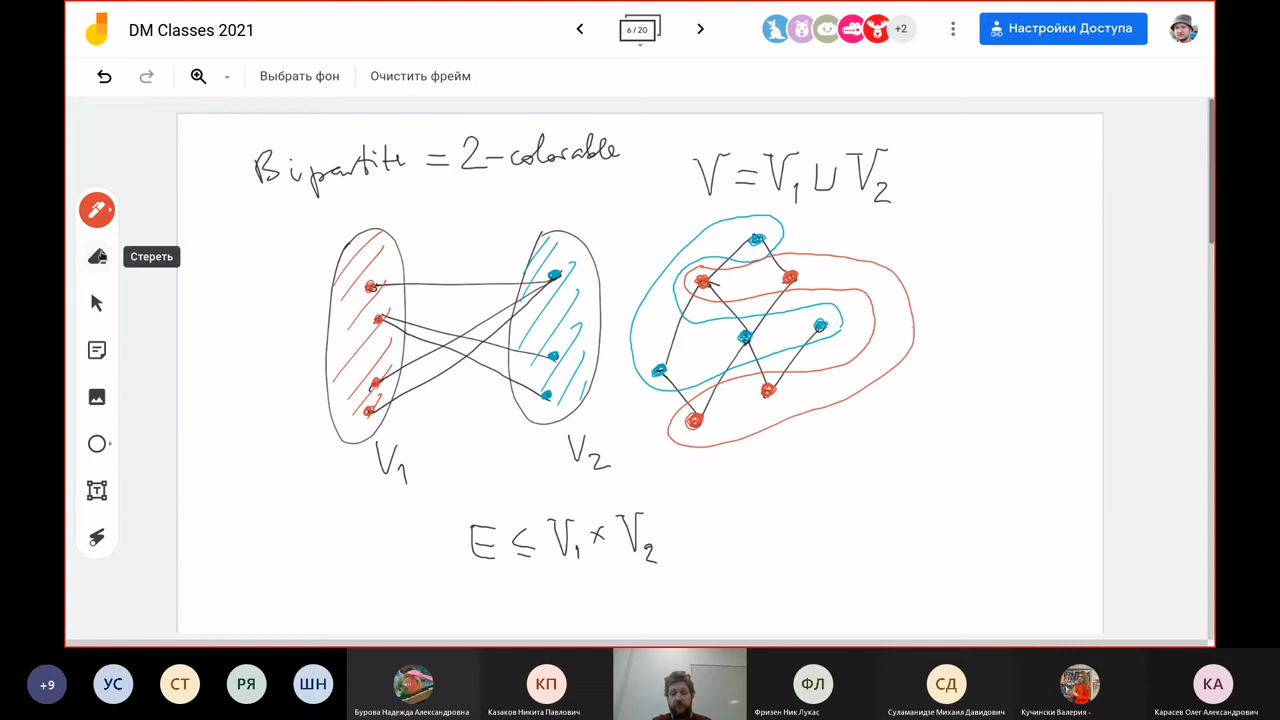 DM Classes 2021
6 / 20
+2
Настройки Доступа
Выбрать фон
Очистить фрейм
Bipartite = 2-colorable
V = V₁ ⊔ V₂
Стереть
V₁
V₂
E ⊆ V₁ × V₂
+9
УС
СТ
РЯ
ШН
Бурова Надежда Александровна
КП
Казаков Никита Павлович
ФЛ
Фризен Ник Лукас
СД
Суламанидзе Михаил Давидович
Кучински Валерия -
КА
Карасев Олег Александрович